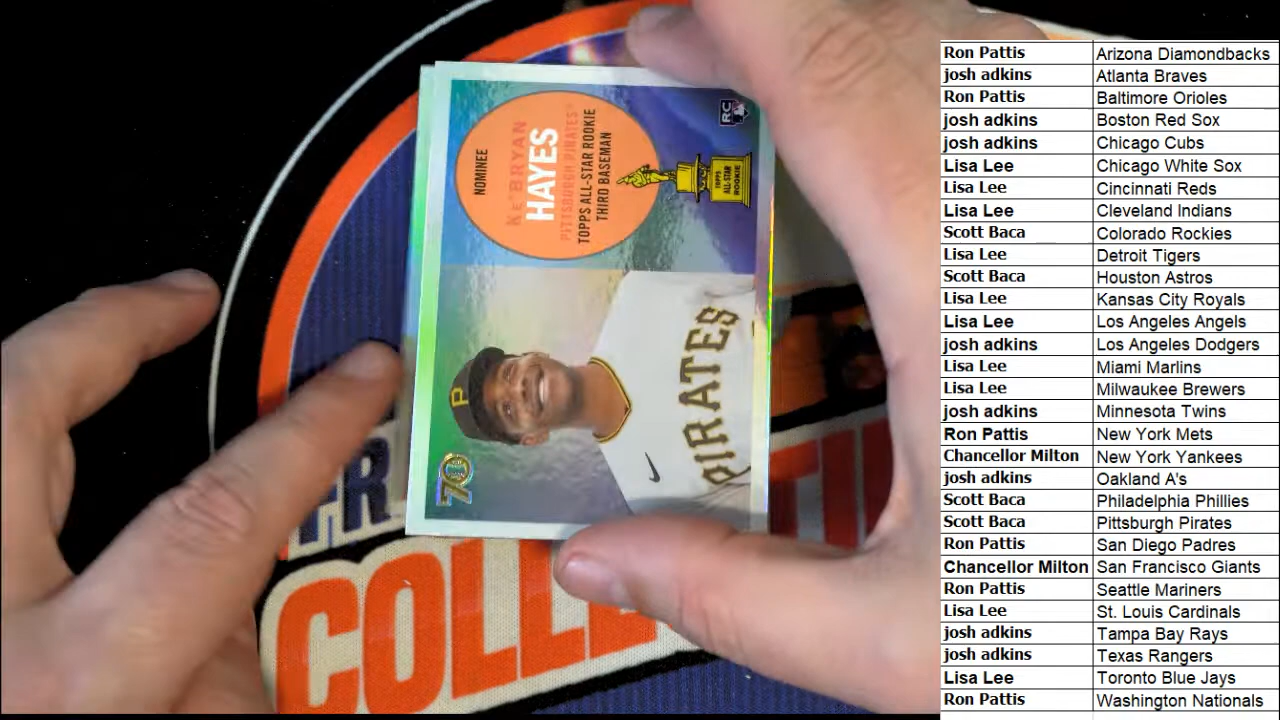 NOMINEE
KE'BRYAN
HAYES
PITTSBURGH PIRATES
TOPPS ALL-STAR ROOKIE
THIRD BASEMAN
RC
TOPPS
ALL-STAR
ROOKIE
PIRATES
P
70
FR
COLLE
Ron Pattis Arizona Diamondbacks
josh adkins Atlanta Braves
Ron Pattis Baltimore Orioles
josh adkins Boston Red Sox
josh adkins Chicago Cubs
Lisa Lee Chicago White Sox
Lisa Lee Cincinnati Reds
Lisa Lee Cleveland Indians
Scott Baca Colorado Rockies
Lisa Lee Detroit Tigers
Scott Baca Houston Astros
Lisa Lee Kansas City Royals
Lisa Lee Los Angeles Angels
josh adkins Los Angeles Dodgers
Lisa Lee Miami Marlins
Lisa Lee Milwaukee Brewers
josh adkins Minnesota Twins
Ron Pattis New York Mets
Chancellor Milton New York Yankees
josh adkins Oakland A's
Scott Baca Philadelphia Phillies
Scott Baca Pittsburgh Pirates
Ron Pattis San Diego Padres
Chancellor Milton San Francisco Giants
Ron Pattis Seattle Mariners
Lisa Lee St. Louis Cardinals
josh adkins Tampa Bay Rays
josh adkins Texas Rangers
Lisa Lee Toronto Blue Jays
Ron Pattis Washington Nationals